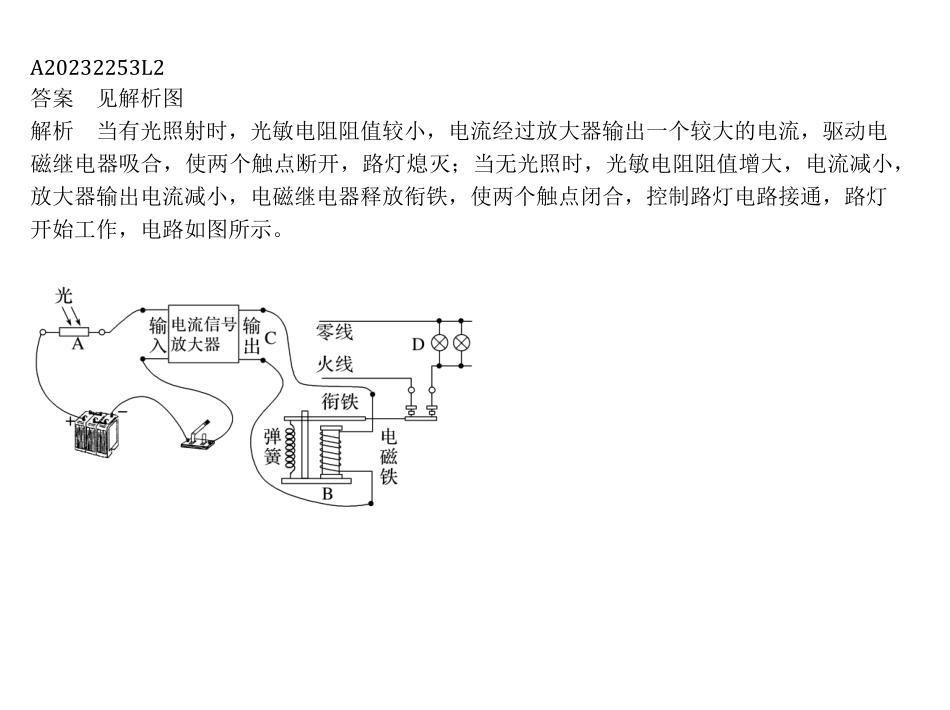 A20232253L2
答案 见解析图
解析 当有光照射时，光敏电阻阻值较小，电流经过放大器输出一个较大的电流，驱动电
磁继电器吸合，使两个触点断开，路灯熄灭；当无光照时，光敏电阻阻值增大，电流减小，
放大器输出电流减小，电磁继电器释放衔铁，使两个触点闭合，控制路灯电路接通，路灯
开始工作，电路如图所示。
光
A
输入
电流信号
放大器
输出
C
零线
D
火线
衔铁
+
−
弹簧
电磁铁
B